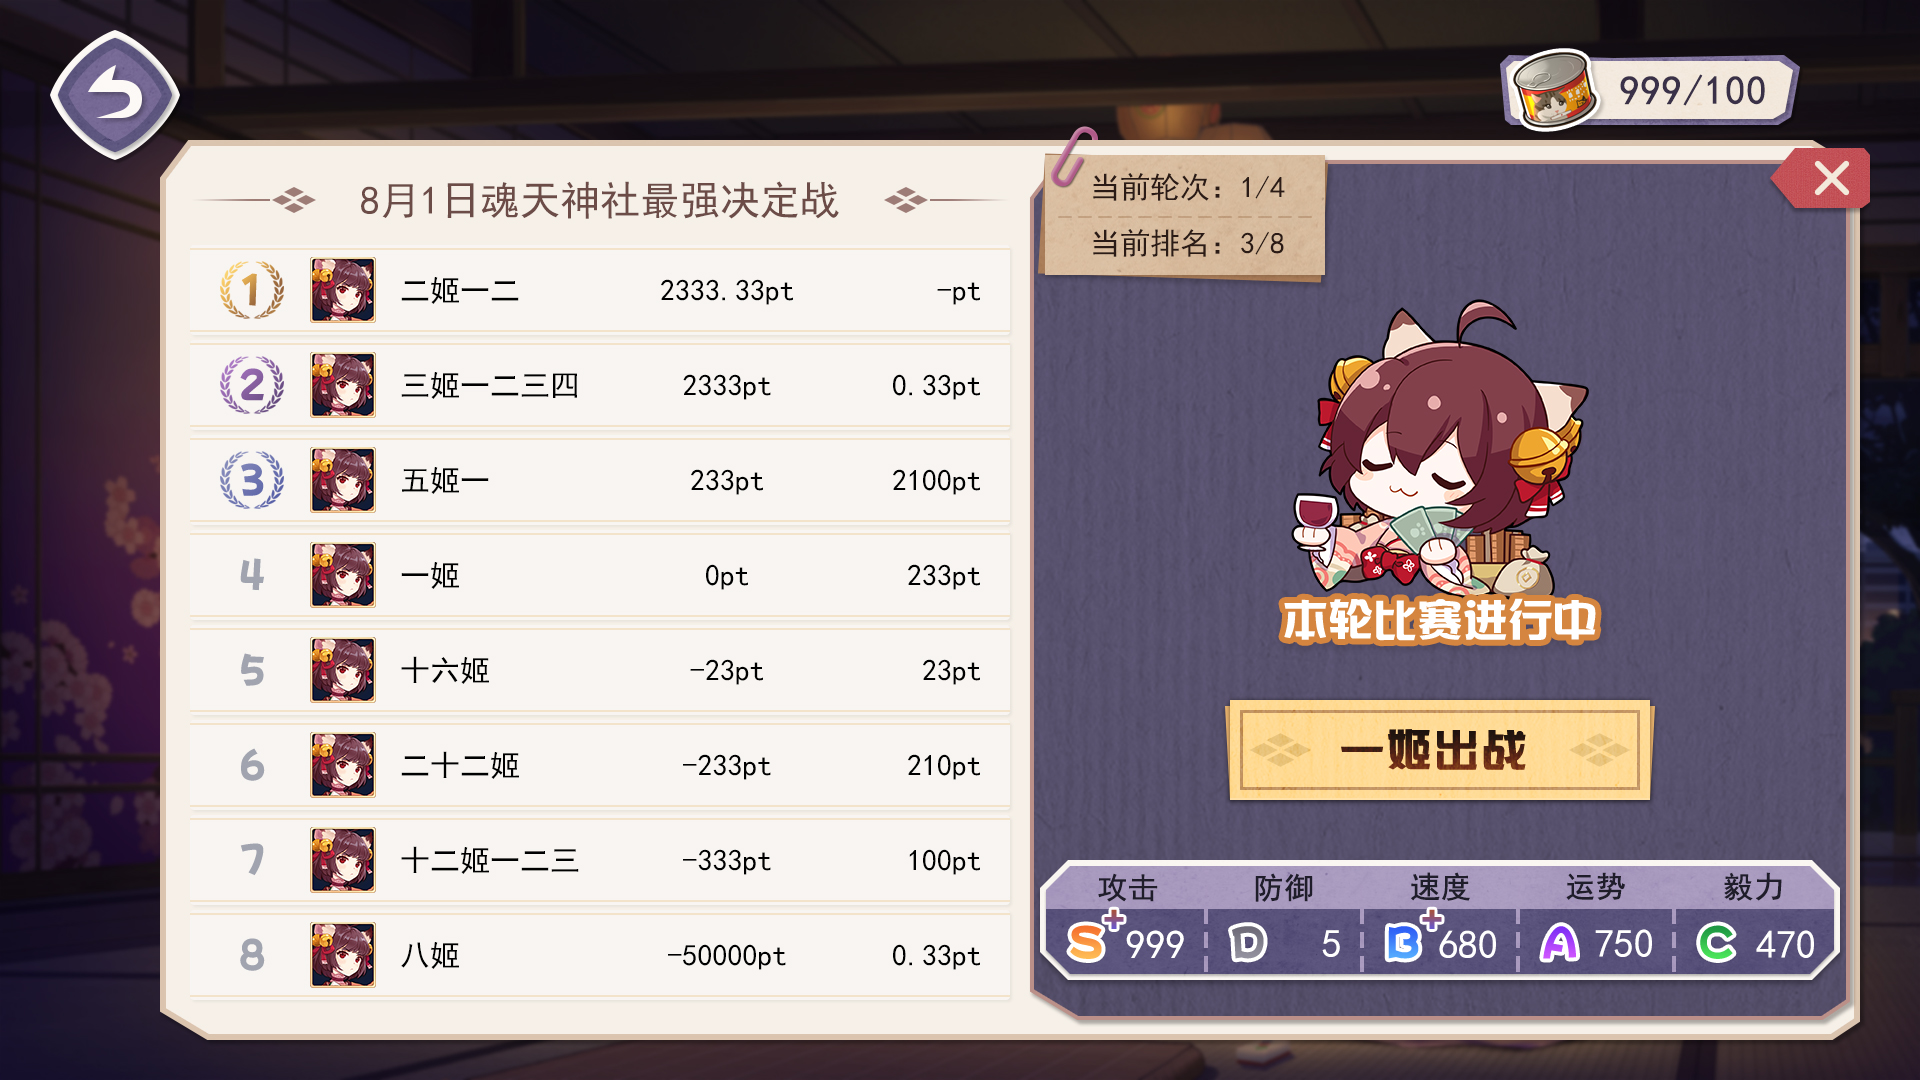 999/100
8月1日魂天神社最强决定战
1 二姬一二 2333.33pt -pt
2 三姬一二三四 2333pt 0.33pt
3 五姬一 233pt 2100pt
4 一姬 0pt 233pt
5 十六姬 -23pt 23pt
6 二十二姬 -233pt 210pt
7 十二姬一二三 -333pt 100pt
8 八姬 -50000pt 0.33pt
当前轮次：1/4
当前排名：3/8
本轮比赛进行中
一姬出战
攻击 防御 速度 运势 毅力
S+ 999 D 5 B+ 680 A 750 C 470